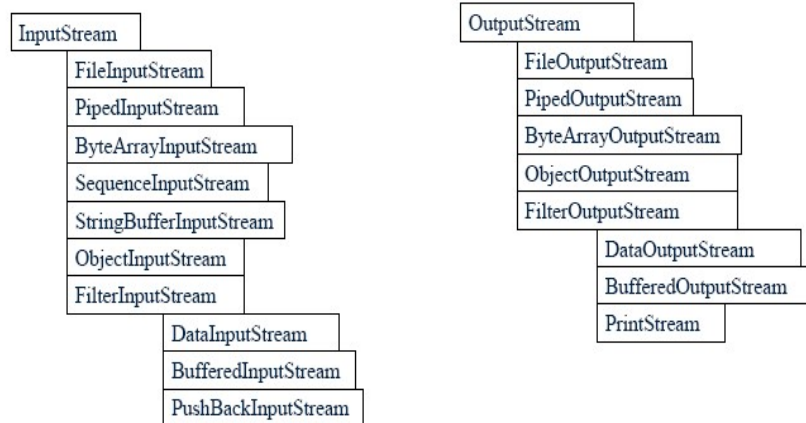 InputStream
FileInputStream
PipedInputStream
ByteArrayInputStream
SequenceInputStream
StringBufferInputStream
ObjectInputStream
FilterInputStream
DataInputStream
BufferedInputStream
PushBackInputStream
OutputStream
FileOutputStream
PipedOutputStream
ByteArrayOutputStream
ObjectOutputStream
FilterOutputStream
DataOutputStream
BufferedOutputStream
PrintStream